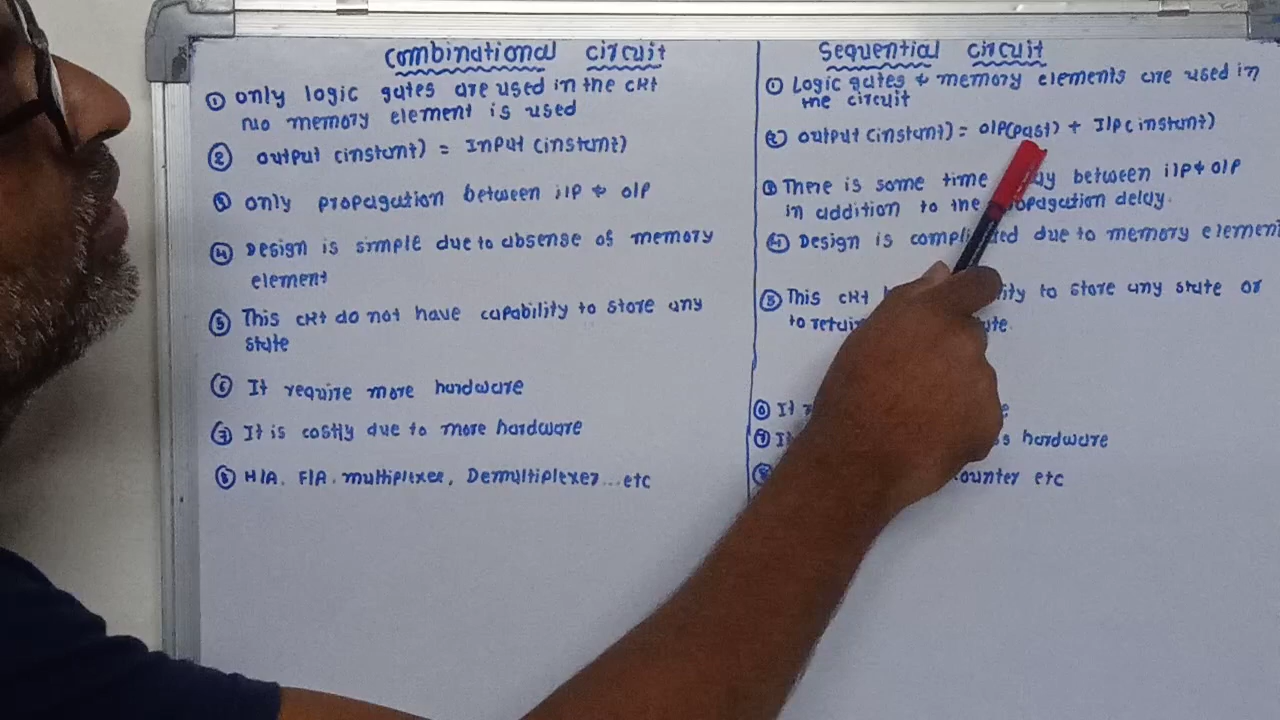 Combinational circuit
① only logic gates are used in the cKt
No memory element is used
② output (instant) = Input (instant)
③ only propagation between i/P & o/P
④ Design is simple due to absense of memory
element
⑤ This cKt do not have capability to store any
state
⑥ It require more hardware
⑦ It is costly due to more hardware
⑧ H/A, F/A, multiplexer, Demultiplexer...etc
Sequential circuit
① Logic gates & memory elements are used in
the circuit
② output (instant) = o/P(past) + I/P(instant)
③ There is some time between i/P & o/P
in addition to the delay.
④ Design is due to memory element
⑤ This cKt to store any state or
to
⑥ It
⑦ hardware
⑧ etc